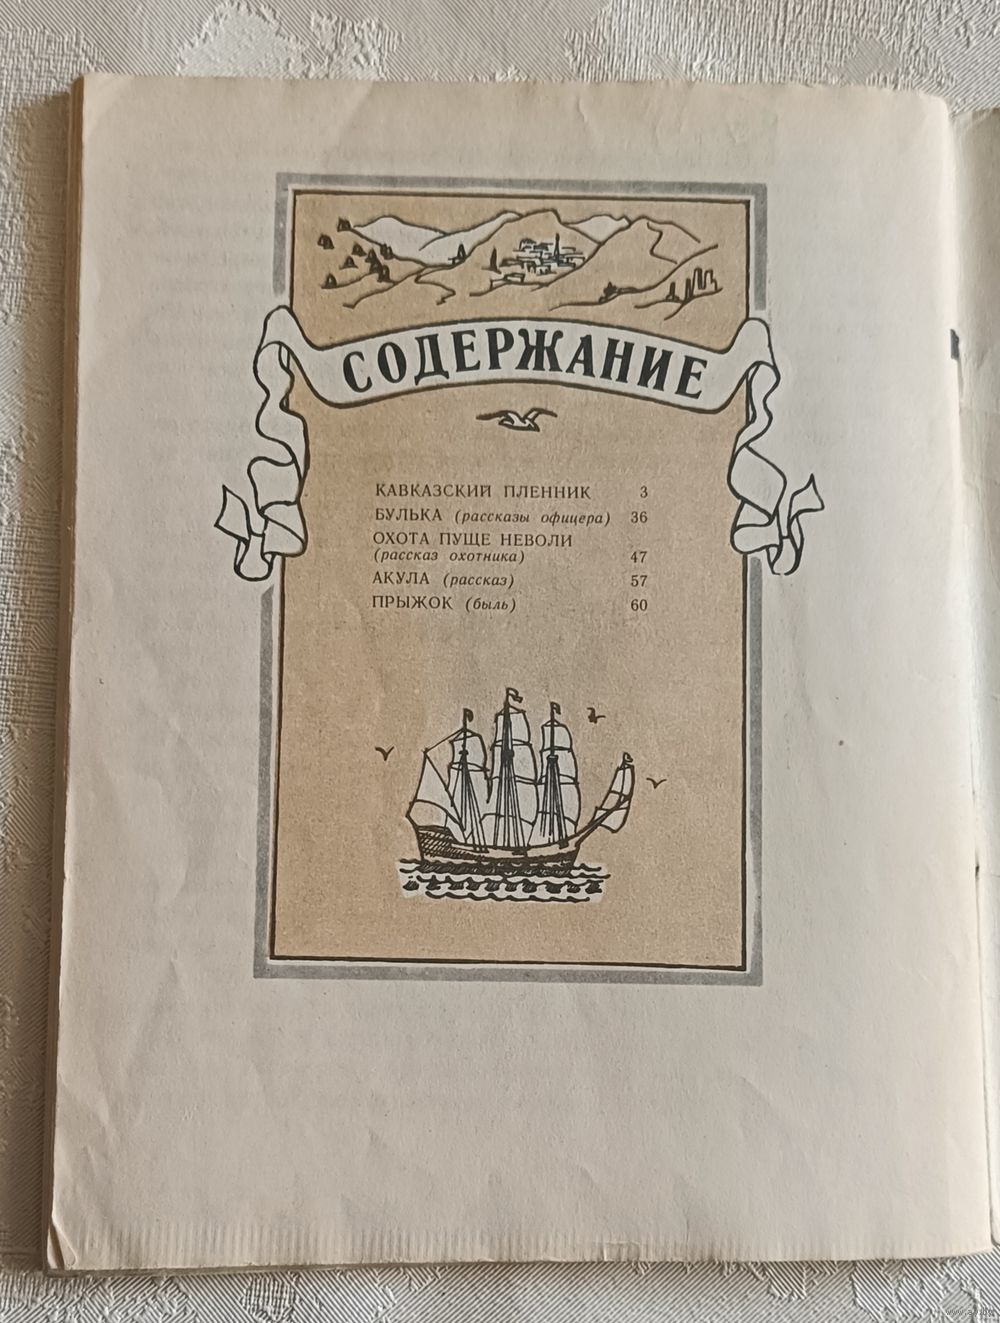 СОДЕРЖАНИЕ
КАВКАЗСКИЙ ПЛЕННИК 3
БУЛЬКА (рассказы офицера) 36
ОХОТА ПУЩЕ НЕВОЛИ
(рассказ охотника) 47
АКУЛА (рассказ) 57
ПРЫЖОК (быль) 60